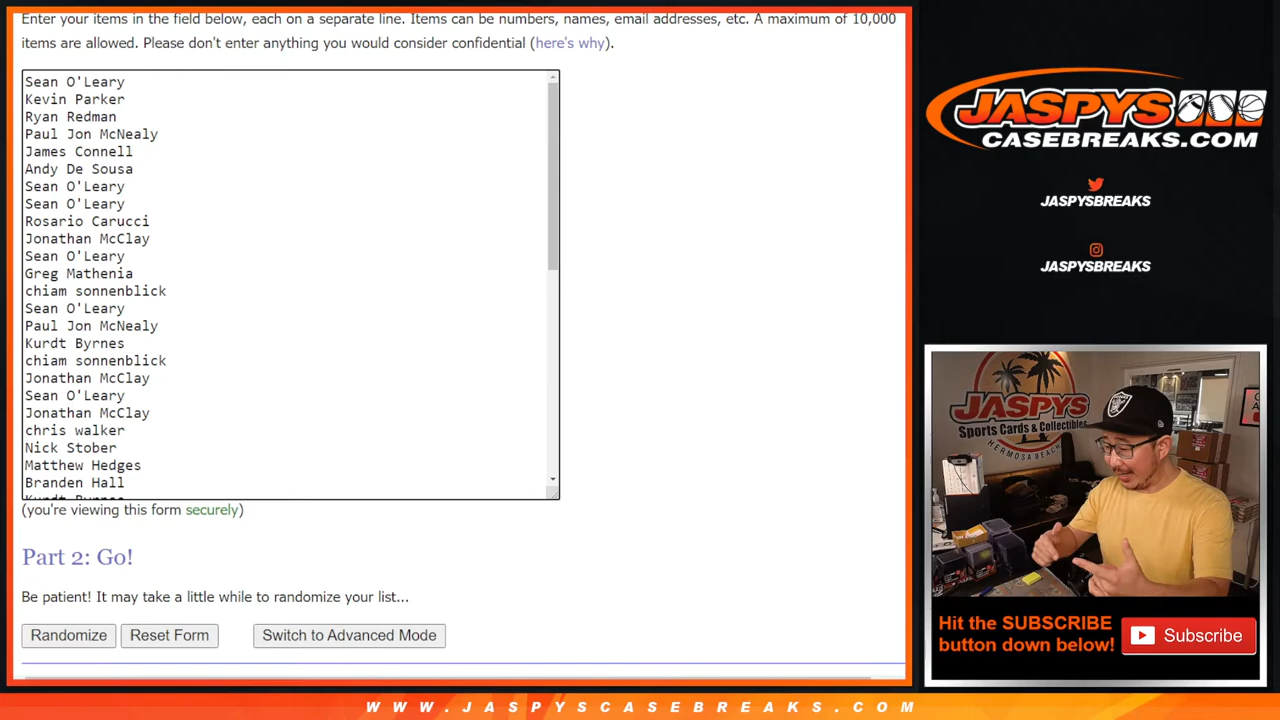 Enter your items in the field below, each on a separate line. Items can be numbers, names, email addresses, etc. A maximum of 10,000
items are allowed. Please don't enter anything you would consider confidential (here's why).
Sean O'Leary
Kevin Parker
Ryan Redman
Paul Jon McNealy
James Connell
Andy De Sousa
Sean O'Leary
Sean O'Leary
Rosario Carucci
Jonathan McClay
Sean O'Leary
Greg Mathenia
chiam sonnenblick
Sean O'Leary
Paul Jon McNealy
Kurdt Byrnes
chiam sonnenblick
Jonathan McClay
Sean O'Leary
Jonathan McClay
chris walker
Nick Stober
Matthew Hedges
Branden Hall
Kurdt Byrnes
(you're viewing this form securely)
Part 2: Go!
Be patient! It may take a little while to randomize your list...
Randomize
Reset Form
Switch to Advanced Mode
JASPYS
CASEBREAKS.COM
JASPYSBREAKS
JASPYSBREAKS
JASPYS
Sports Cards & Collectibles
HERMOSA BEACH
Hit the SUBSCRIBE
button down below!
Subscribe
WWW.JASPYSCASEBREAKS.COM